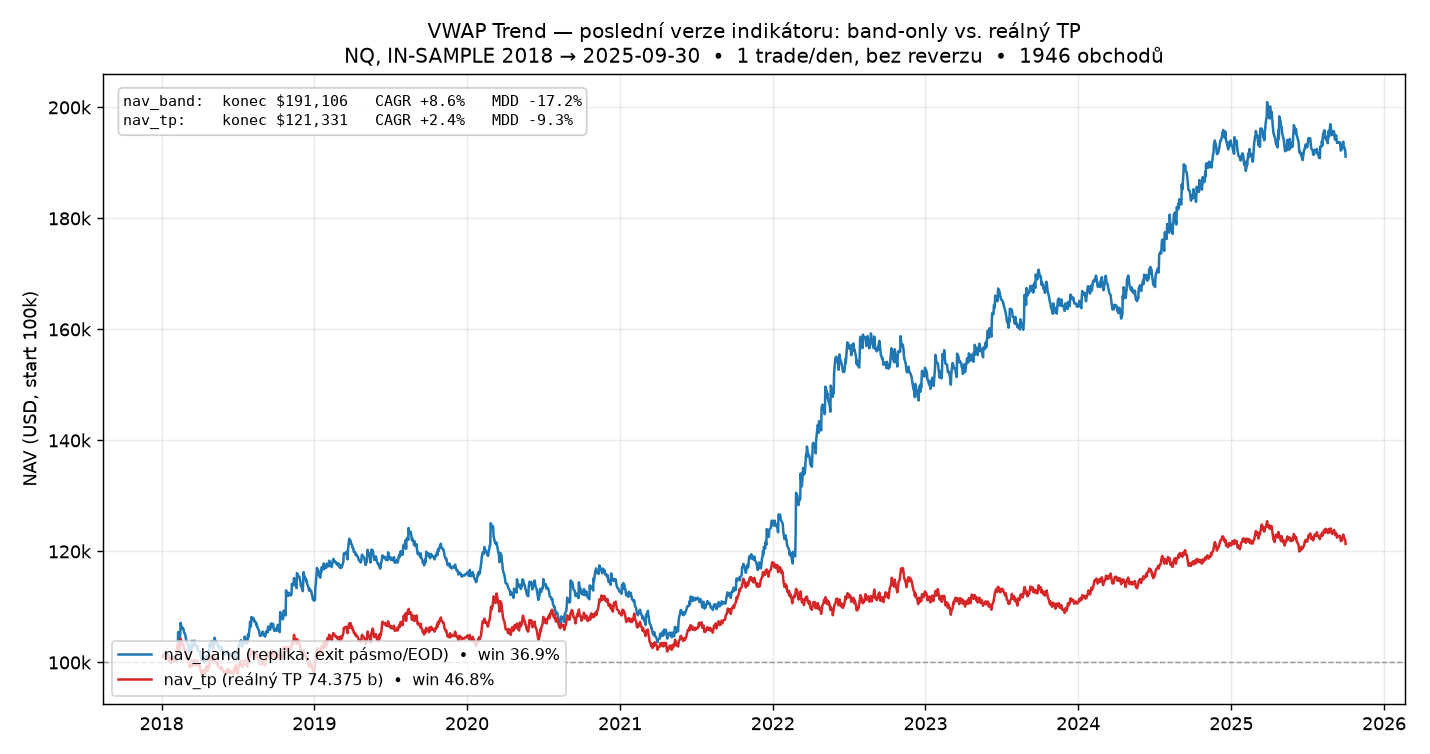 VWAP Trend — poslední verze indikátoru: band-only vs. reálný TP
NQ, IN-SAMPLE 2018 → 2025-09-30 • 1 trade/den, bez reverzu • 1946 obchodů
nav_band: konec $191,106 CAGR +8.6% MDD -17.2%
nav_tp: konec $121,331 CAGR +2.4% MDD -9.3%
200k
180k
160k
140k
120k
100k
NAV (USD, start 100k)
nav_band (replika: exit pásmo/EOD) • win 36.9%
nav_tp (reálný TP 74.375 b) • win 46.8%
2018 2019 2020 2021 2022 2023 2024 2025 2026